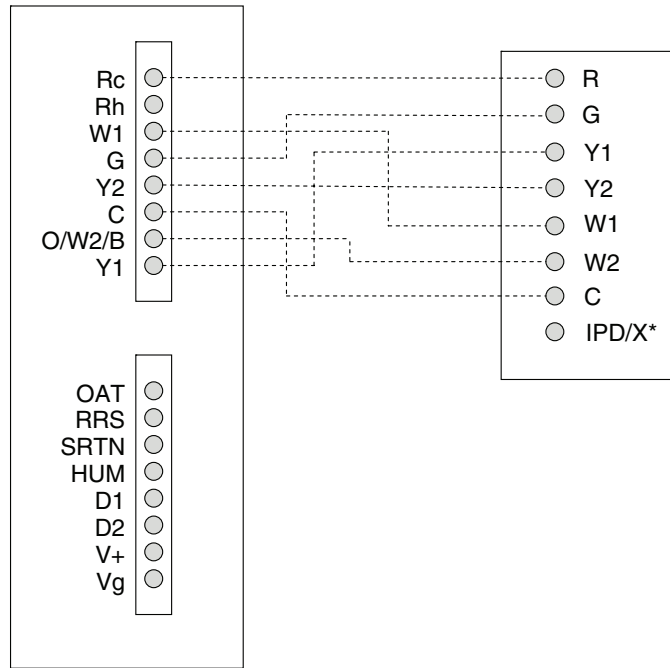 Rc
Rh
W1
G
Y2
C
O/W2/B
Y1
OAT
RRS
SRTN
HUM
D1
D2
V+
Vg
R
G
Y1
Y2
W1
W2
C
IPD/X*